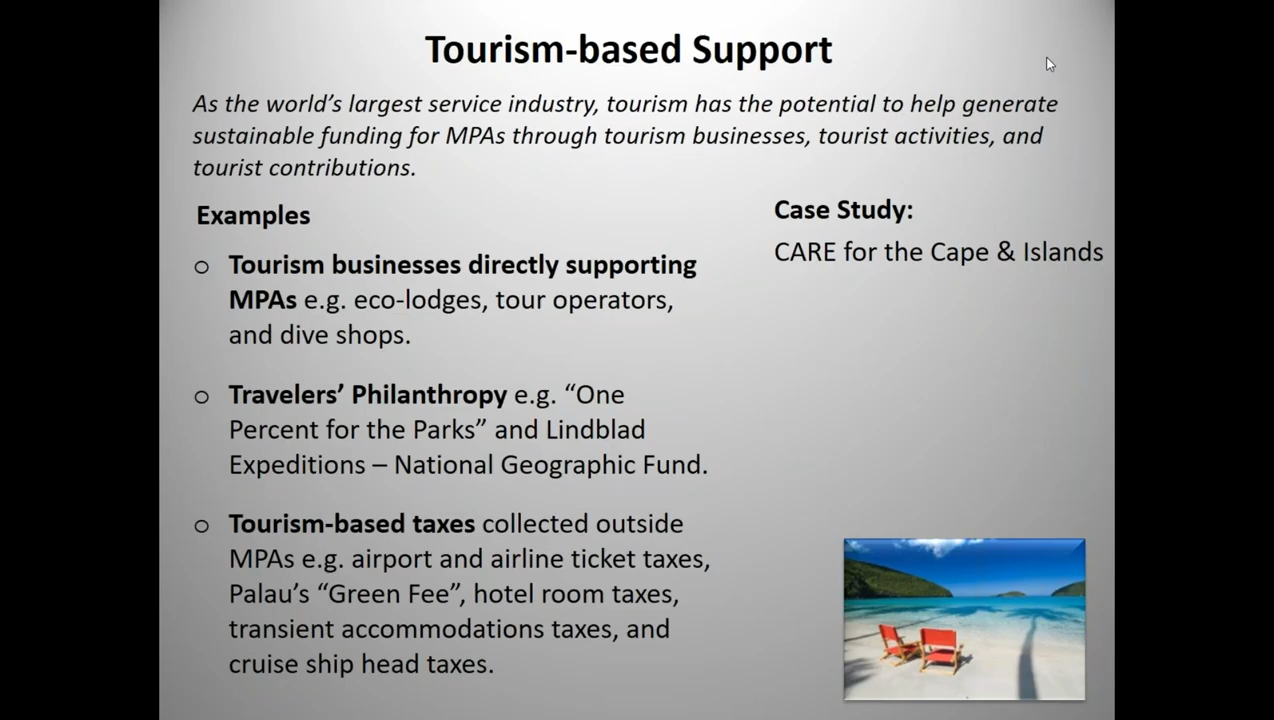 Tourism-based Support
As the world’s largest service industry, tourism has the potential to help generate
sustainable funding for MPAs through tourism businesses, tourist activities, and
tourist contributions.
Examples
o Tourism businesses directly supporting
MPAs e.g. eco-lodges, tour operators,
and dive shops.
o Travelers’ Philanthropy e.g. “One
Percent for the Parks” and Lindblad
Expeditions – National Geographic Fund.
o Tourism-based taxes collected outside
MPAs e.g. airport and airline ticket taxes,
Palau’s “Green Fee”, hotel room taxes,
transient accommodations taxes, and
cruise ship head taxes.
Case Study:
CARE for the Cape & Islands